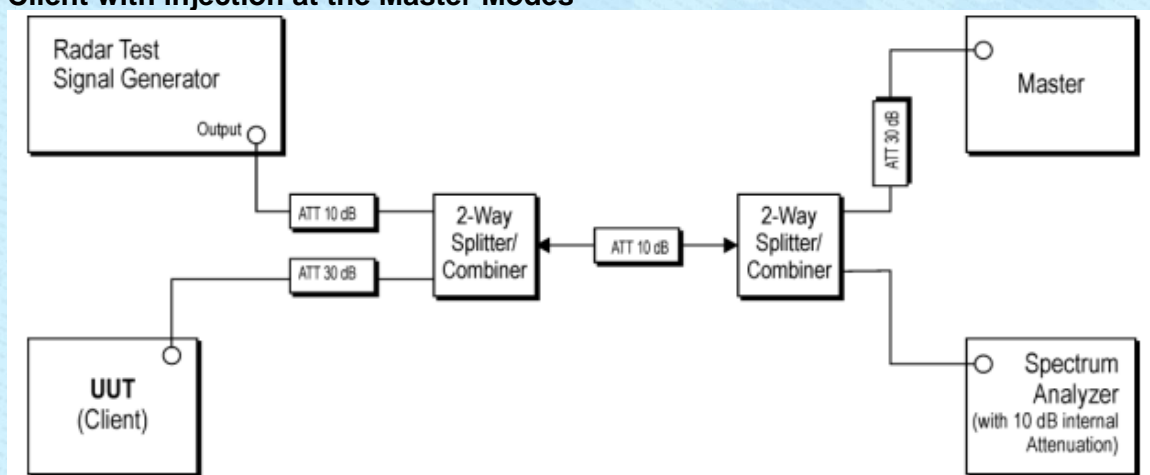 Client with Injection at the Master Modes
Radar Test
Signal Generator
Output
ATT 10 dB
ATT 30 dB
2-Way
Splitter/
Combiner
ATT 10 dB
2-Way
Splitter/
Combiner
ATT 30 dB
Master
UUT
(Client)
Spectrum
Analyzer
(with 10 dB internal
Attenuation)